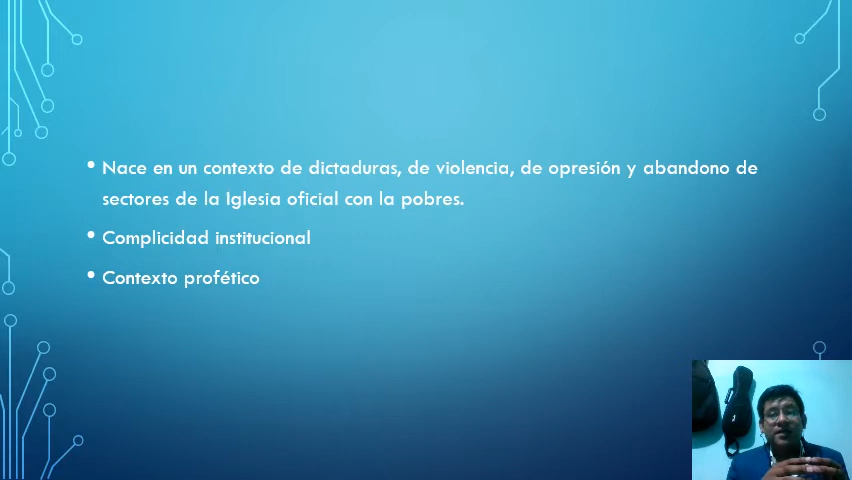 • Nace en un contexto de dictaduras, de violencia, de opresión y abandono de
sectores de la Iglesia oficial con la pobres.
• Complicidad institucional
• Contexto profético